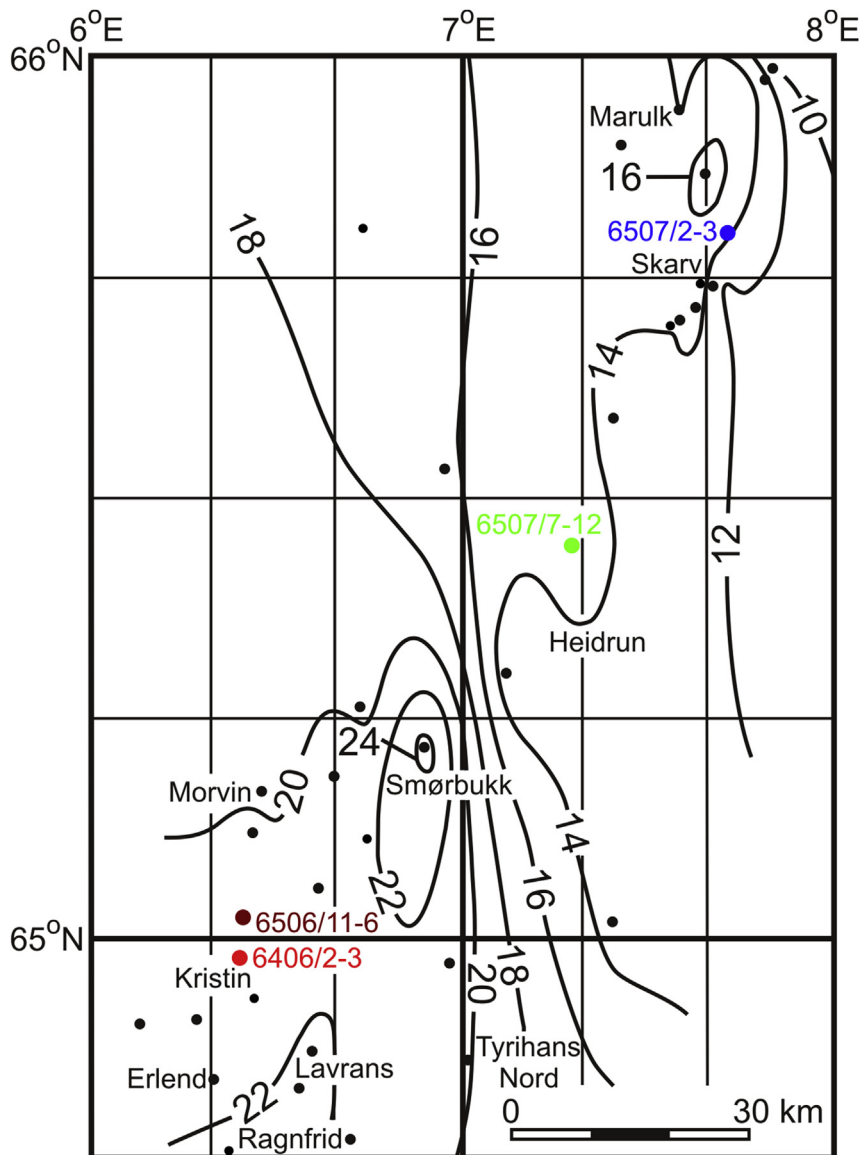 6°E 7°E 8°E
66°N
10
Marulk
16
18
16
6507/2-3
Skarv
14
6507/7-12
12
Heidrun
24
Smørbukk
Morvin
20
14
22
16
6506/11-6
65°N
6406/2-3
18
Kristin
20
Tyrihans
Nord
Lavrans
Erlend
22
0 30 km
Ragnfrid